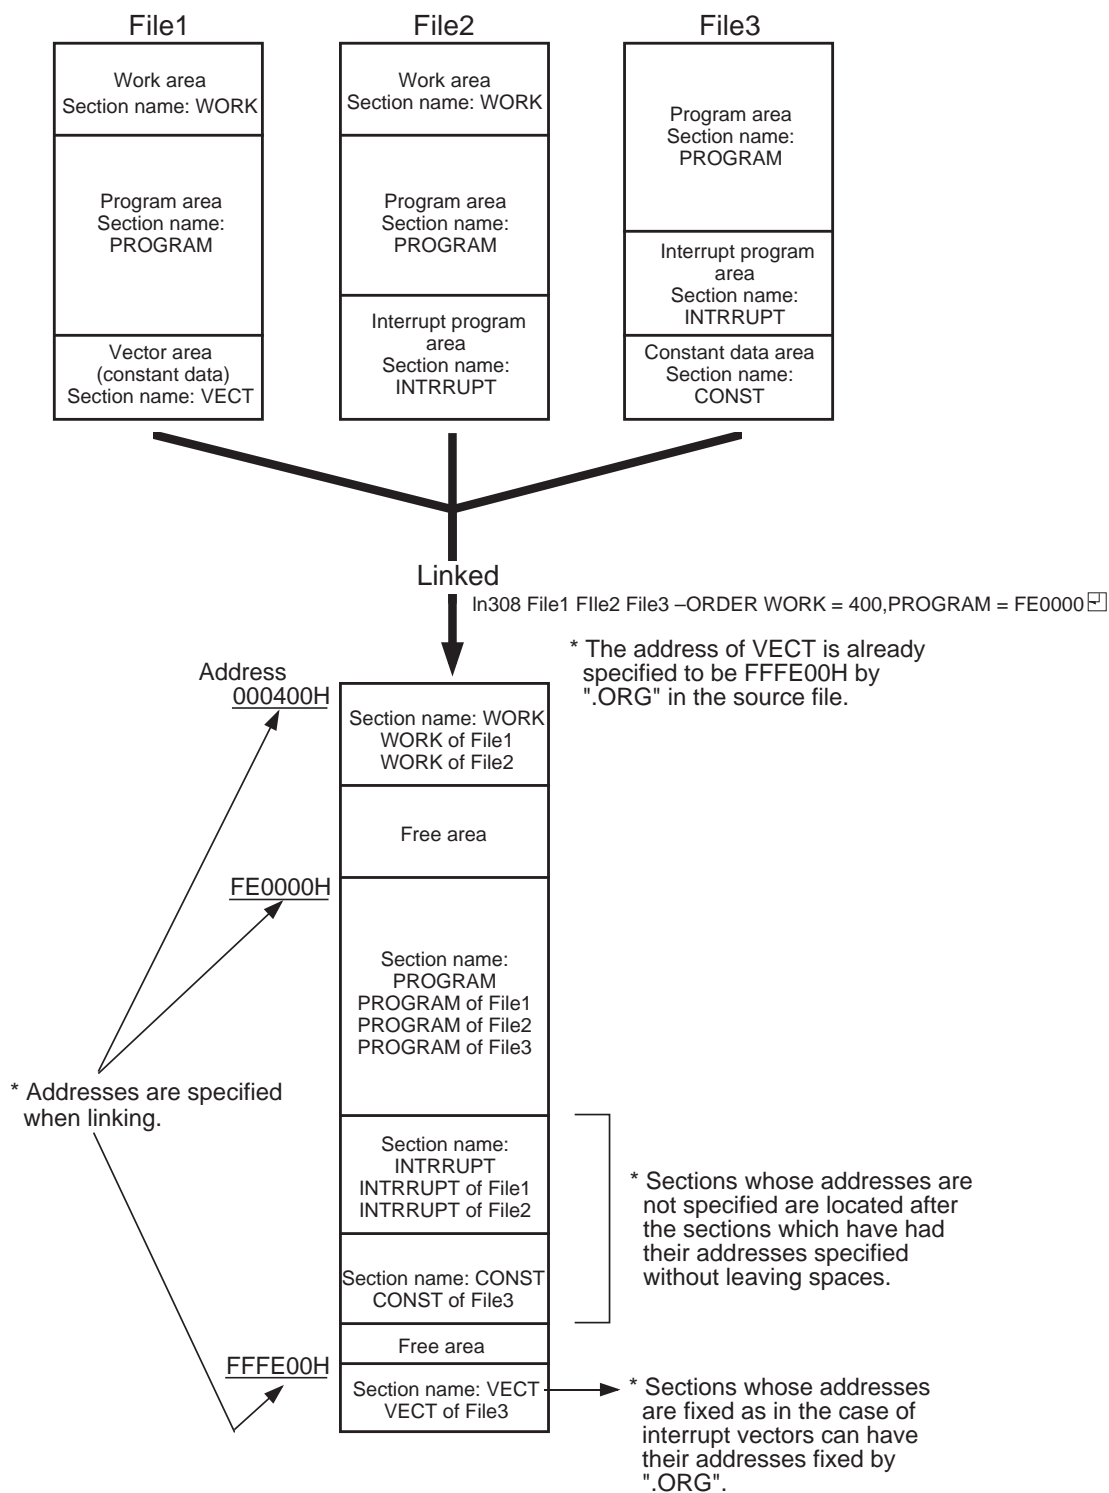 File1
File2
File3
Work area
Section name: WORK
Program area
Section name:
PROGRAM
Vector area
(constant data)
Section name: VECT
Work area
Section name: WORK
Program area
Section name:
PROGRAM
Interrupt program
area
Section name:
INTRRUPT
Program area
Section name:
PROGRAM
Interrupt program
area
Section name:
INTRRUPT
Constant data area
Section name:
CONST
Linked
ln308 File1 FIle2 File3 –ORDER WORK = 400,PROGRAM = FE0000
* The address of VECT is already
specified to be FFFE00H by
".ORG" in the source file.
Address
000400H
Section name: WORK
WORK of File1
WORK of File2
Free area
FE0000H
Section name:
PROGRAM
PROGRAM of File1
PROGRAM of File2
PROGRAM of File3
* Addresses are specified
when linking.
Section name:
INTRRUPT
INTRRUPT of File1
INTRRUPT of File2
* Sections whose addresses are
not specified are located after
the sections which have had
their addresses specified
without leaving spaces.
Section name: CONST
CONST of File3
Free area
FFFE00H
Section name: VECT
VECT of File3
* Sections whose addresses
are fixed as in the case of
interrupt vectors can have
their addresses fixed by
".ORG".